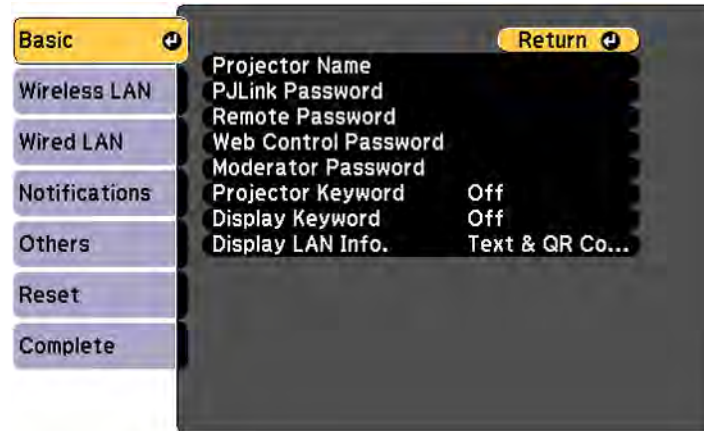 Basic
Wireless LAN
Wired LAN
Notifications
Others
Reset
Complete
Return
Projector Name
PJLink Password
Remote Password
Web Control Password
Moderator Password
Projector Keyword Off
Display Keyword Off
Display LAN Info. Text & QR Co...